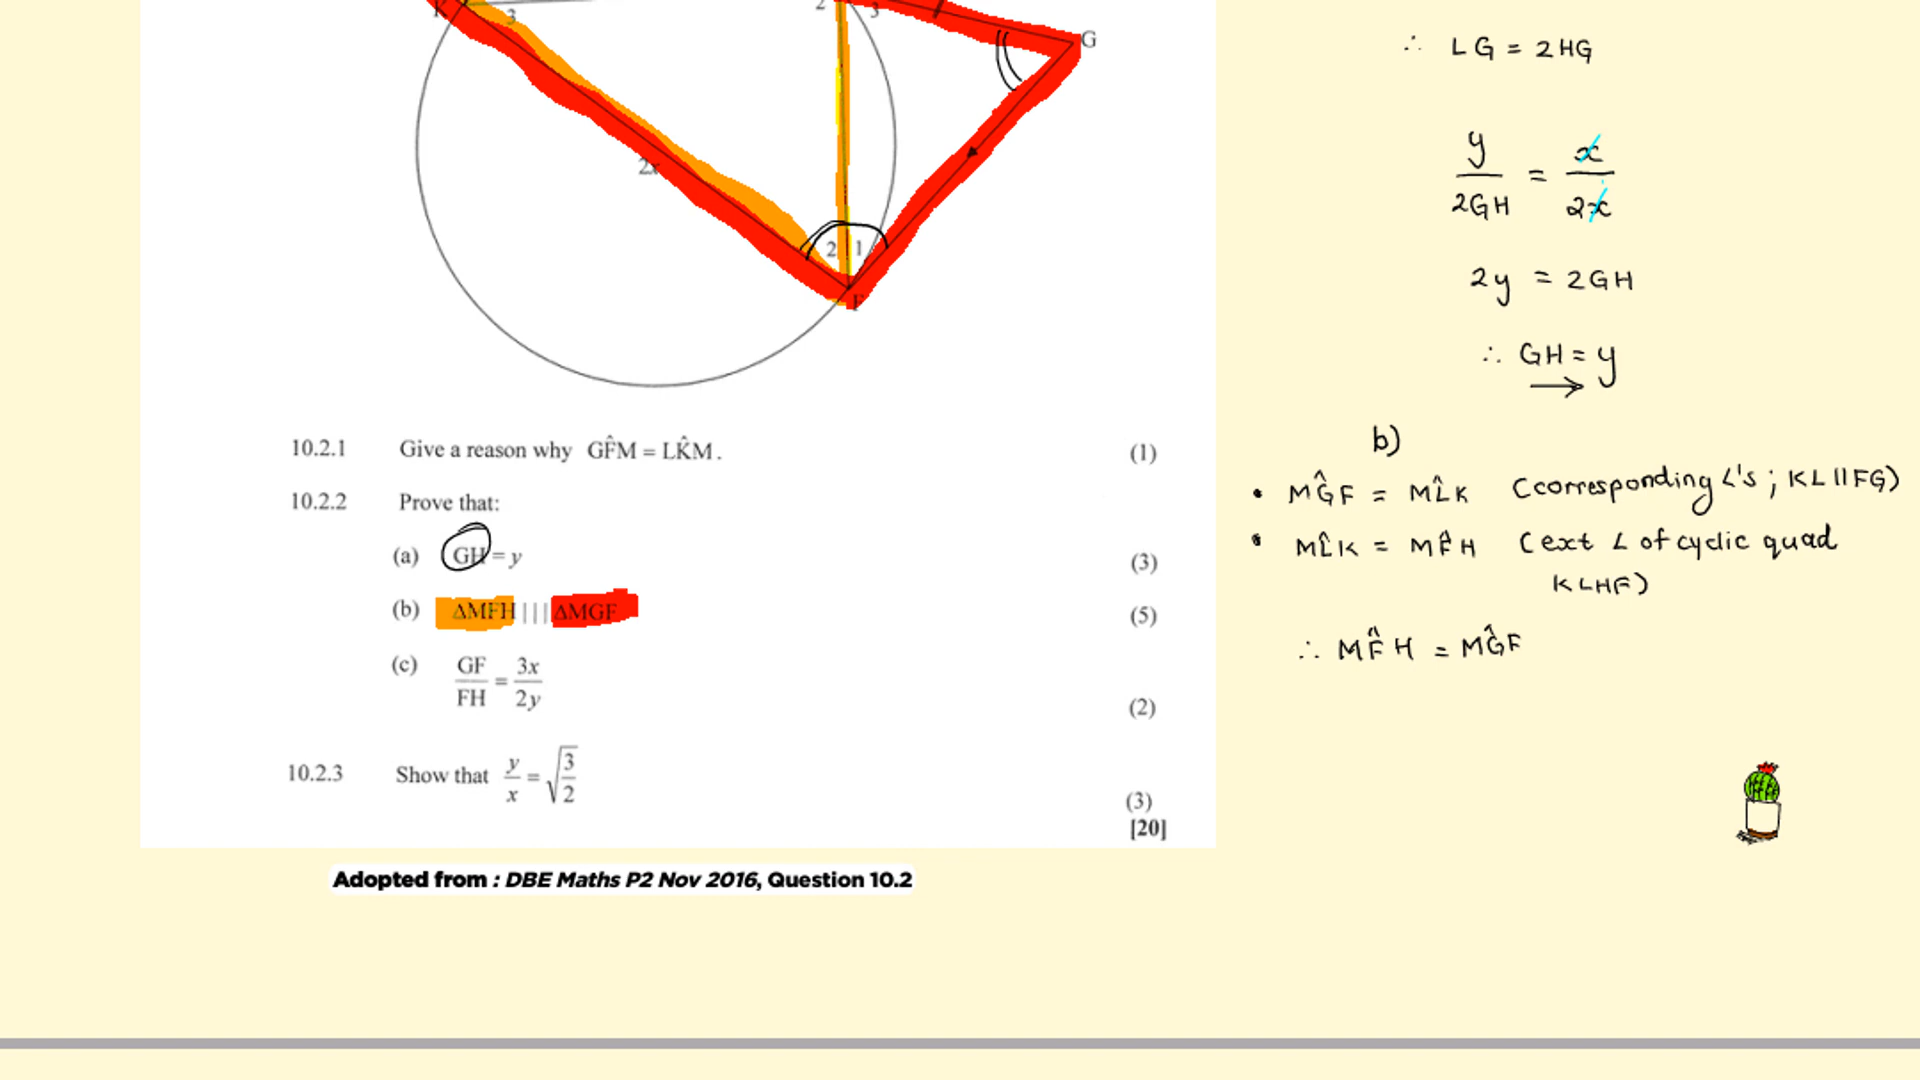 K
3
2
3
G
2x
2 1
F
10.2.1 Give a reason why GF̂M = LK̂M. (1)
10.2.2 Prove that:
(a) GH = y (3)
(b) ΔMFH ||| ΔMGF (5)
(c) GF/FH = 3x/2y (2)
10.2.3 Show that y/x = √(3/2) (3)
[20]
Adopted from : DBE Maths P2 Nov 2016, Question 10.2
∴ LG = 2HG
y/2GH = x/2x
2y = 2GH
∴ GH = y
b)
• MĜF = ML̂K (corresponding ∠'s ; KL || FG)
• ML̂K = MF̂H (ext ∠ of cyclic quad
KLHF)
∴ MF̂H = MĜF